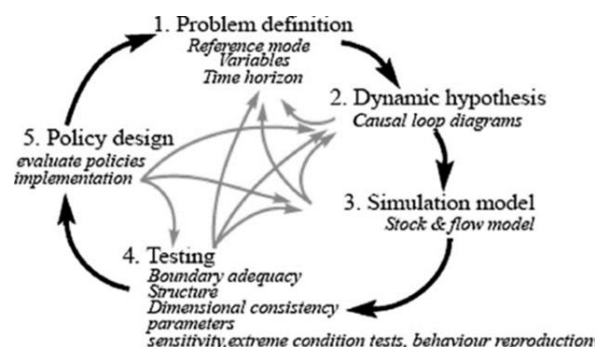 1. Problem definition
Reference mode
Variables
Time horizon
2. Dynamic hypothesis
Causal loop diagrams
3. Simulation model
Stock & flow model
4. Testing
Boundary adequacy
Structure
Dimensional consistency
parameters
sensitivity,extreme condition tests, behaviour reproduction
5. Policy design
evaluate policies
implementation